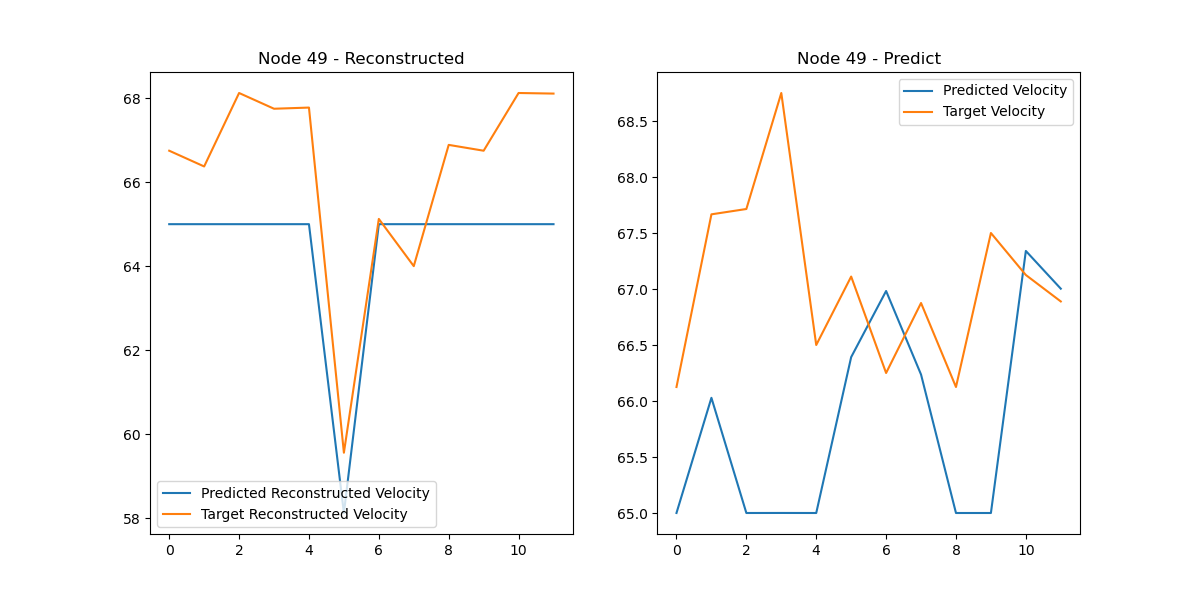 Node 49 - Reconstructed
68
66
64
62
60
58
0 2 4 6 8 10
Predicted Reconstructed Velocity
Target Reconstructed Velocity
Node 49 - Predict
68.5
68.0
67.5
67.0
66.5
66.0
65.5
65.0
0 2 4 6 8 10
Predicted Velocity
Target Velocity